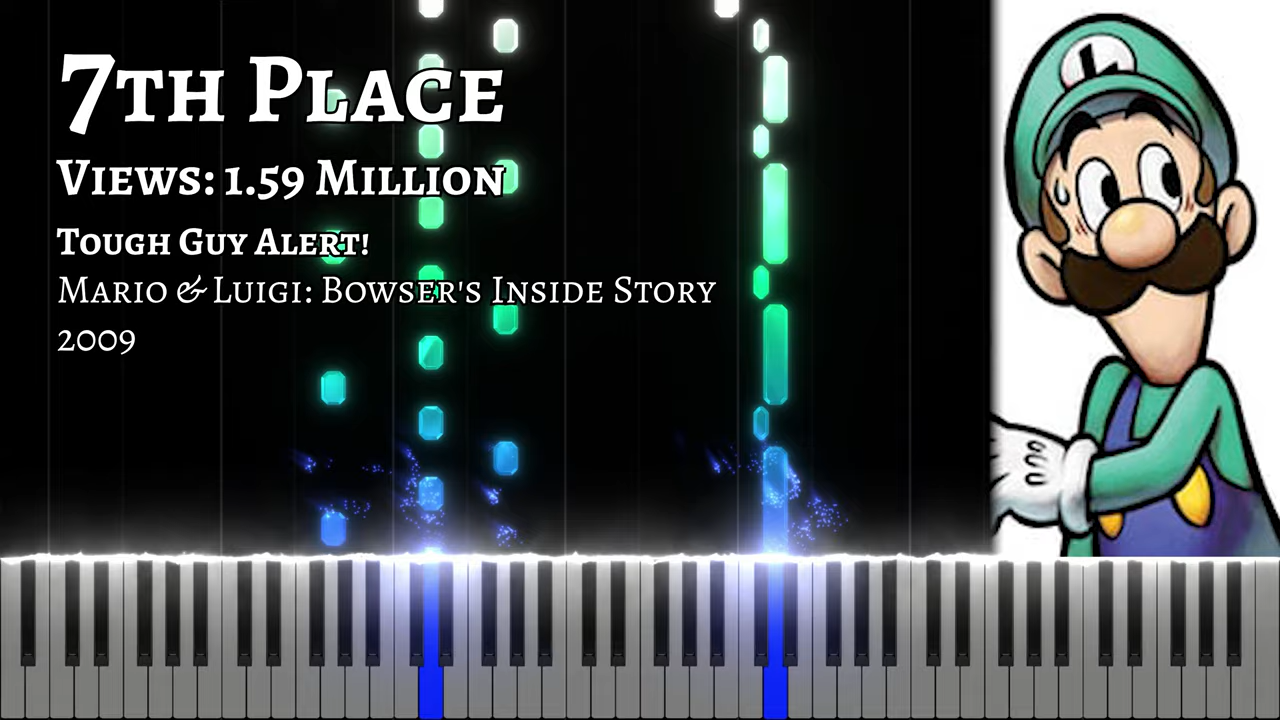 7th Place
Views: 1.59 Million
Tough Guy Alert!
Mario & Luigi: Bowser's Inside Story
2009
L